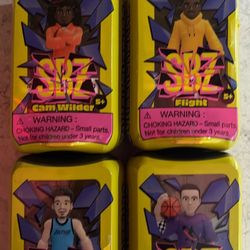 SBZ
Cam Wilder
5+
WARNING:
CHOKING HAZARD - Small parts.
Not for children under 3 years.
SBZ
Flight
5+
WARNING:
CHOKING HAZARD - Small parts.
Not for children under 3 years.